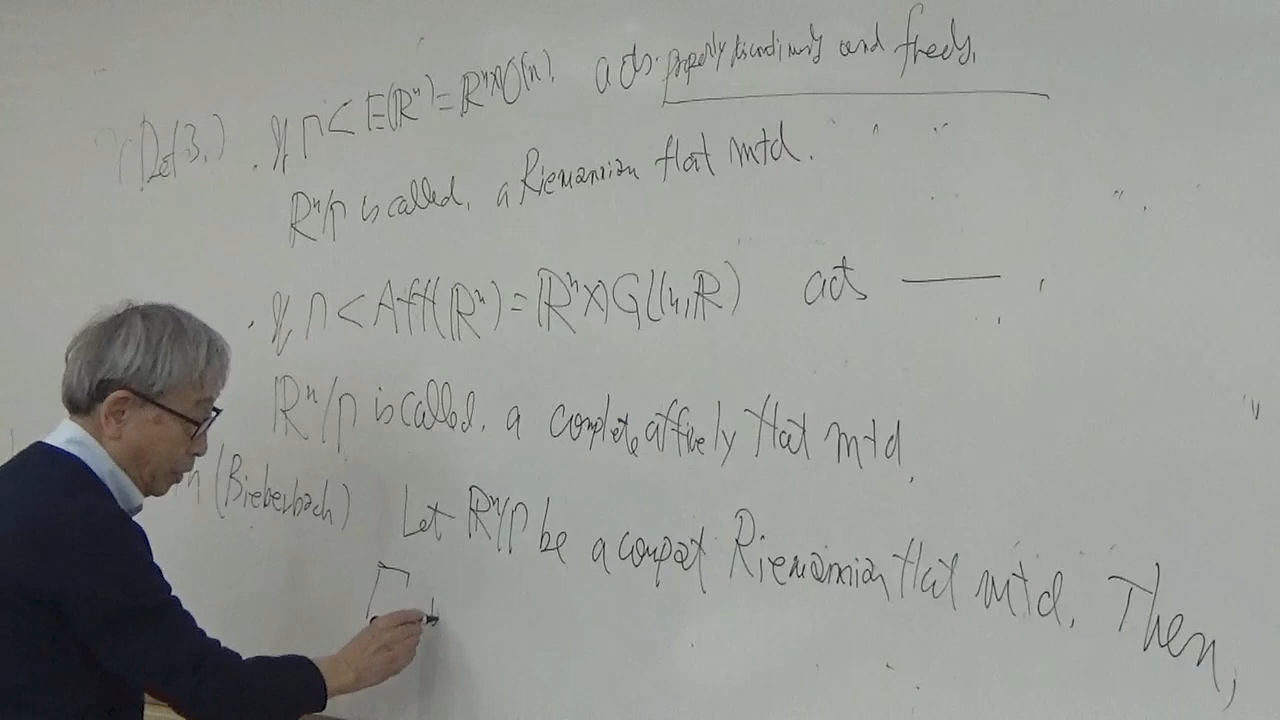 (Def 3.) . If Γ < E(ℝⁿ) = ℝⁿ⋊O(n). acts properly and freely.
ℝⁿ/Γ is called, a Riemannian flat mfd.
. If Γ < Aff(ℝⁿ) = ℝⁿ⋊GL(n,ℝ) acts —— ,
ℝⁿ/Γ is called, a complete affinely flat mfd.
(Bieberbach) Let ℝⁿ/Γ be a compact Riemannian flat mfd. Then,